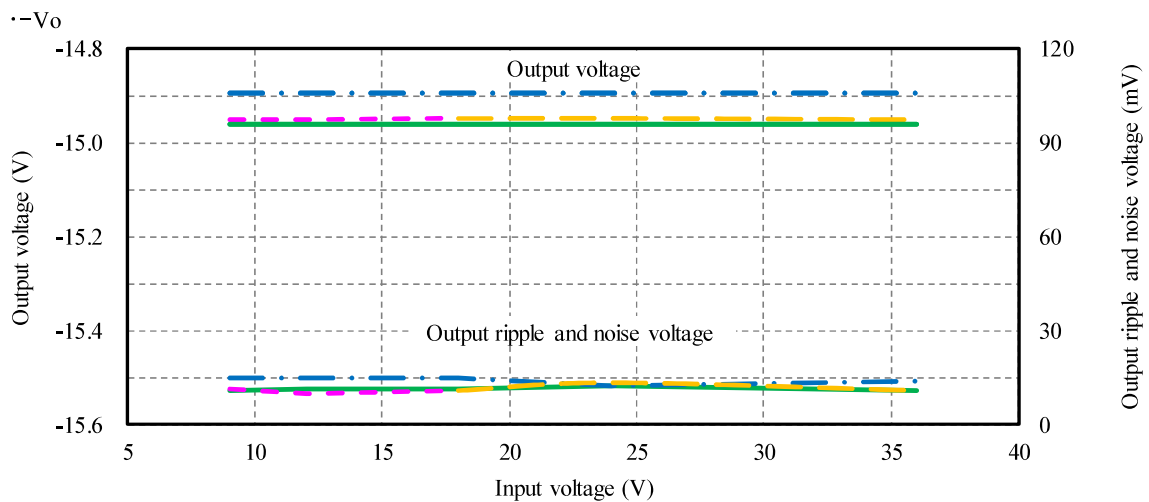 ·−Vo
-14.8
-15.0
-15.2
-15.4
-15.6
Output voltage (V)
Output voltage
Output ripple and noise voltage
120
90
60
30
0
Output ripple and noise voltage (mV)
5 10 15 20 25 30 35 40
Input voltage (V)